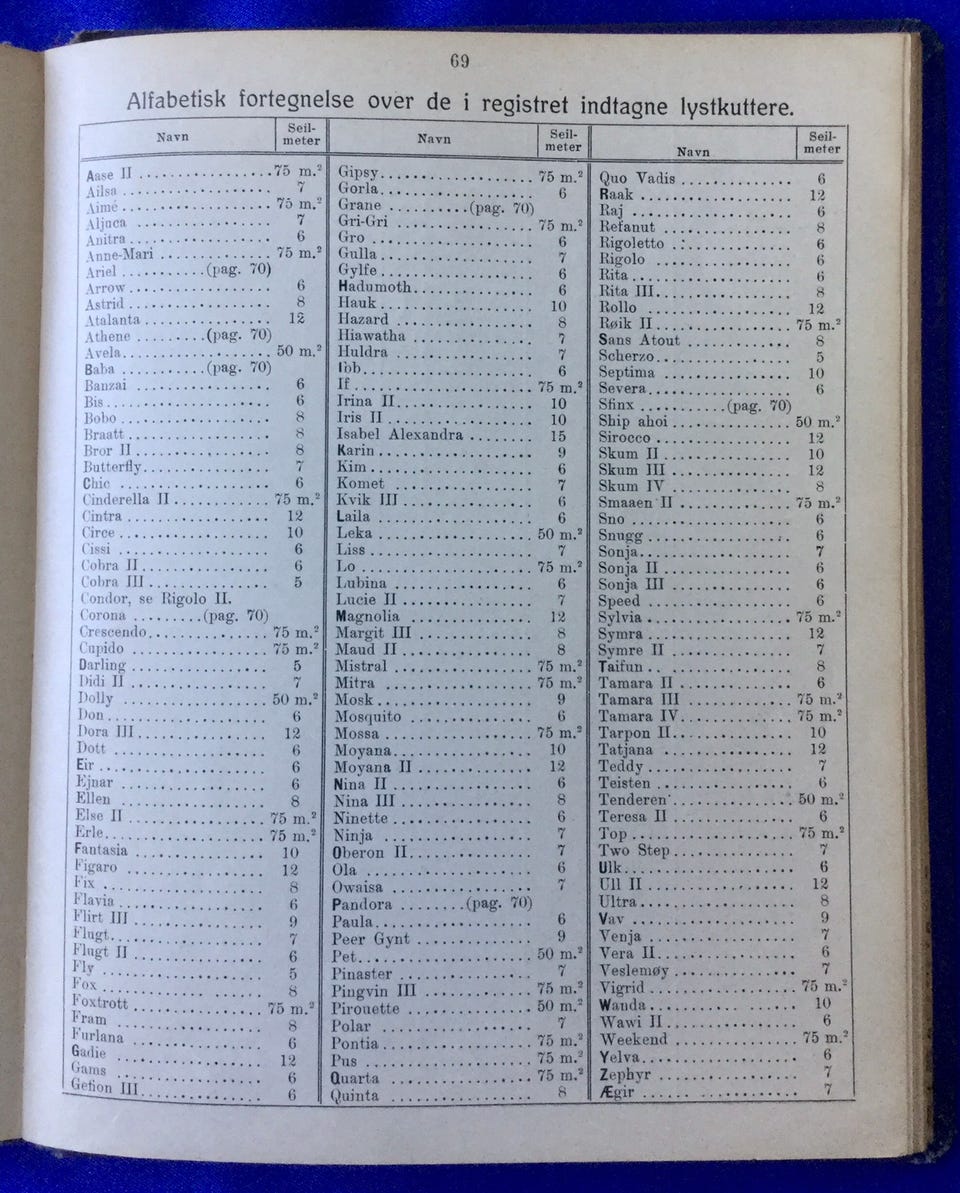 69
Alfabetisk fortegnelse over de i registret indtagne lystkuttere.
Navn Seil-meter
Aase II 75 m.²
Ailsa 7
Aimé 75 m.²
Aljuca 7
Anitra 6
Anne-Mari 75 m.²
Ariel (pag. 70)
Arrow 6
Astrid 8
Atalanta 12
Athene (pag. 70)
Avela 50 m.²
Baba (pag. 70)
Banzai 6
Bis 6
Bobo 8
Braatt 8
Bror II 8
Butterfly 7
Chic 6
Cinderella II 75 m.²
Cintra 12
Circe 10
Cissi 6
Cobra II 6
Cobra III 5
Condor, se Rigolo II.
Corona (pag. 70)
Crescendo 75 m.²
Cupido 75 m.²
Darling 5
Didi II 7
Dolly 50 m.²
Don 6
Dora III 12
Dott 6
Eir 6
Ejnar 6
Ellen 8
Else II 75 m.²
Erle 75 m.²
Fantasia 10
Figaro 12
Fix 8
Flavia 6
Flirt III 9
Flugt 7
Flugt II 6
Fly 5
Fox 8
Foxtrott 75 m.²
Fram 8
Furlana 6
Gadie 12
Gams 6
Gefion III 6
Navn Seil-meter
Gipsy 75 m.²
Gorla 6
Grane (pag. 70)
Gri-Gri 75 m.²
Gro 6
Gulla 7
Gylfe 6
Hadumoth 6
Hauk 10
Hazard 8
Hiawatha 7
Huldra 7
Ibb 6
If 75 m.²
Irina II 10
Iris II 10
Isabel Alexandra 15
Karin 9
Kim 6
Komet 7
Kvik III 6
Laila 6
Leka 50 m.²
Liss 7
Lo 75 m.²
Lubina 6
Lucie II 7
Magnolia 12
Margit III 8
Maud II 8
Mistral 75 m.²
Mitra 75 m.²
Mosk 9
Mosquito 6
Mossa 75 m.²
Moyana 10
Moyana II 12
Nina II 6
Nina III 8
Ninette 6
Ninja 7
Oberon II 7
Ola 6
Owaisa 7
Pandora (pag. 70)
Paula 6
Peer Gynt 9
Pet 50 m.²
Pinaster 7
Pingvin III 75 m.²
Pirouette 50 m.²
Polar 7
Pontia 75 m.²
Pus 75 m.²
Quarta 75 m.²
Quinta 8
Navn Seil-meter
Quo Vadis 6
Raak 12
Raj 6
Refanut 8
Rigoletto 6
Rigolo 6
Rita 6
Rita III 8
Rollo 12
Røik II 75 m.²
Sans Atout 8
Scherzo 5
Septima 10
Severa 6
Sfinx (pag. 70)
Ship ahoi 50 m.²
Sirocco 12
Skum II 10
Skum III 12
Skum IV 8
Smaaen II 75 m.²
Sno 6
Snugg 6
Sonja 7
Sonja II 6
Sonja III 6
Speed 6
Sylvia 75 m.²
Symra 12
Symre II 7
Taifun 8
Tamara II 6
Tamara III 75 m.²
Tamara IV 75 m.²
Tarpon II 10
Tatjana 12
Teddy 7
Teisten 6
Tenderen 50 m.²
Teresa II 6
Top 75 m.²
Two Step 7
Ulk 6
Ull II 12
Ultra 8
Vav 9
Venja 7
Vera II 6
Veslemøy 7
Vigrid 75 m.²
Wanda 10
Wawi II 6
Weekend 75 m.²
Yelva 6
Zephyr 7
Ægir 7